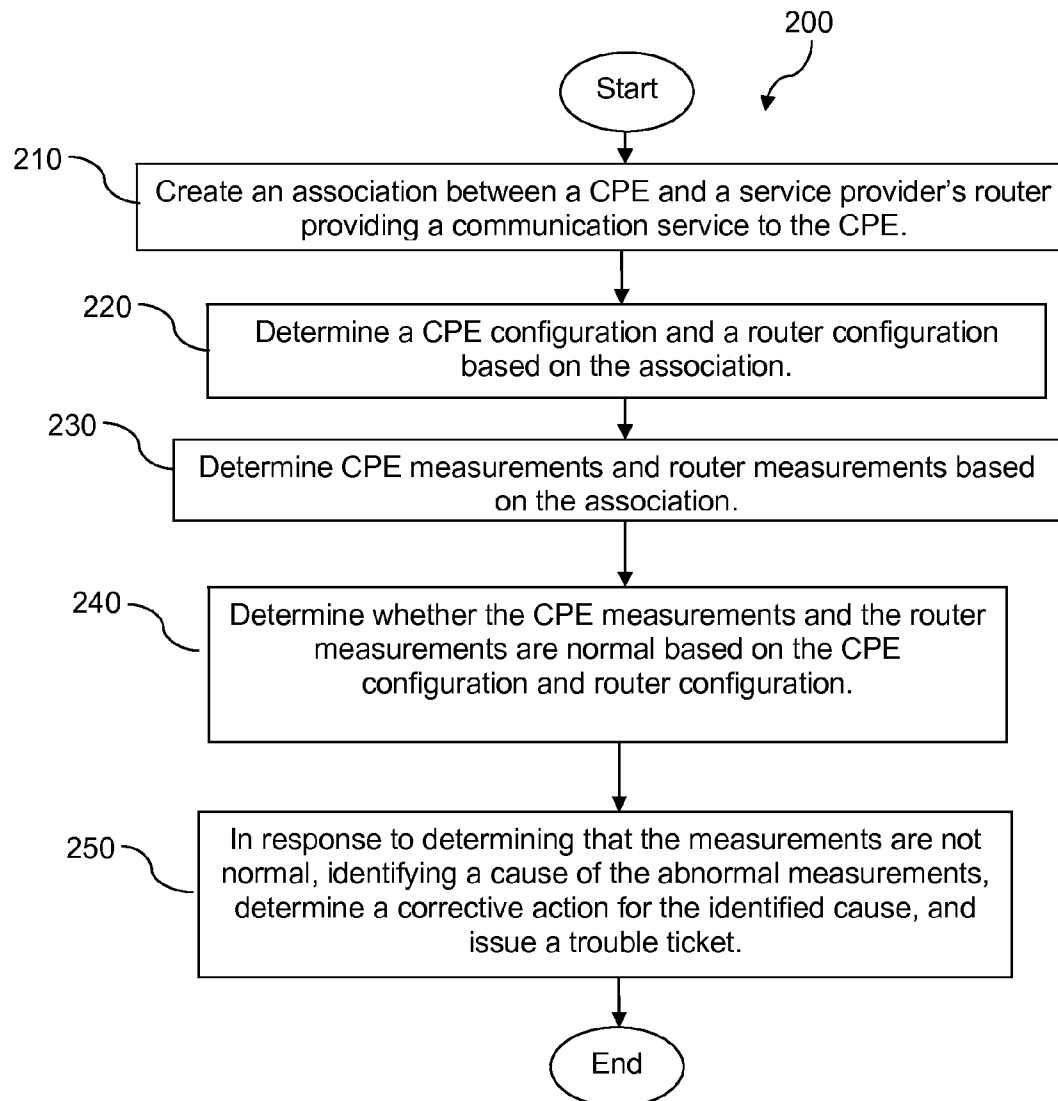 200
Start
210
Create an association between a CPE and a service provider's router
providing a communication service to the CPE.
220
Determine a CPE configuration and a router configuration
based on the association.
230
Determine CPE measurements and router measurements based
on the association.
240
Determine whether the CPE measurements and the router
measurements are normal based on the CPE
configuration and router configuration.
250
In response to determining that the measurements are not
normal, identifying a cause of the abnormal measurements,
determine a corrective action for the identified cause, and
issue a trouble ticket.
End